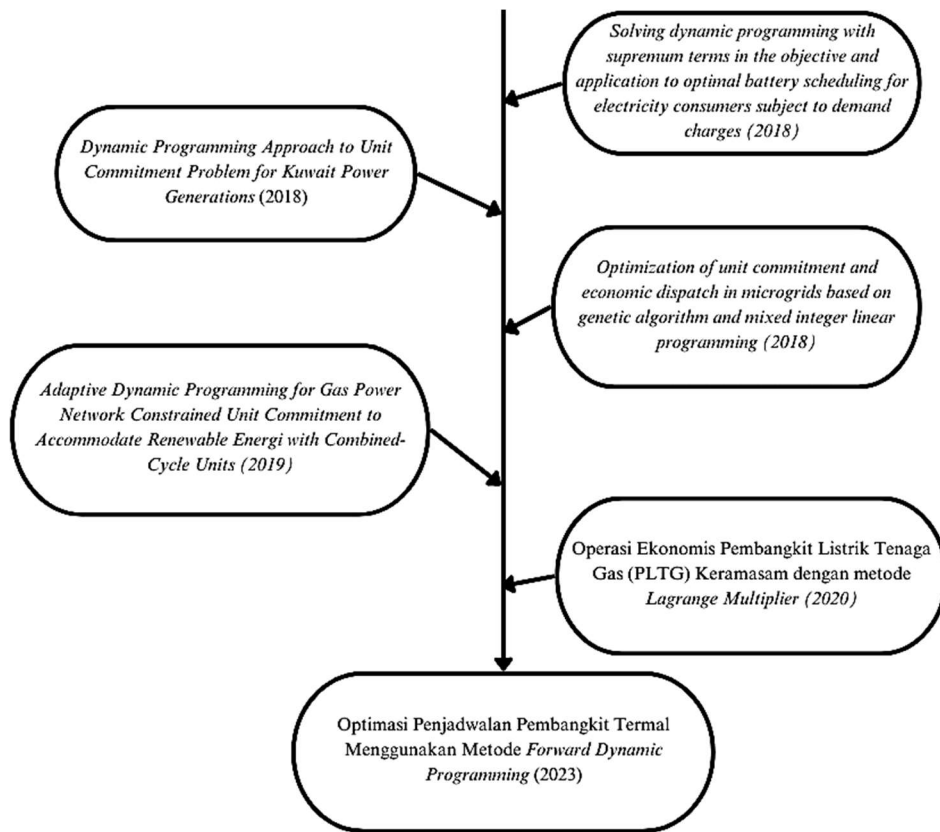 Solving dynamic programming with
supremum terms in the objective and
application to optimal battery scheduling for
electricity consumers subject to demand
charges (2018)
Dynamic Programming Approach to Unit
Commitment Problem for Kuwait Power
Generations (2018)
Optimization of unit commitment and
economic dispatch in microgrids based on
genetic algorithm and mixed integer linear
programming (2018)
Adaptive Dynamic Programming for Gas Power
Network Constrained Unit Commitment to
Accommodate Renewable Energi with Combined-
Cycle Units (2019)
Operasi Ekonomis Pembangkit Listrik Tenaga
Gas (PLTG) Keramasam dengan metode
Lagrange Multiplier (2020)
Optimasi Penjadwalan Pembangkit Termal
Menggunakan Metode Forward Dynamic
Programming (2023)